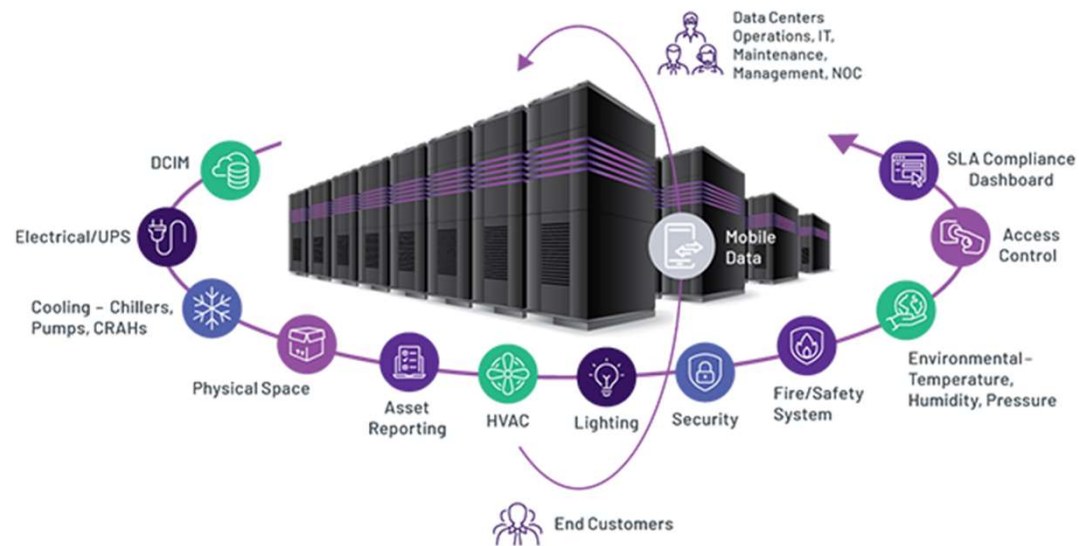 Data Centers
Operations, IT,
Maintenance,
Management, NOC
DCIM
SLA Compliance
Dashboard
Electrical/UPS
Mobile
Data
Access
Control
Cooling – Chillers,
Pumps, CRAHs
Physical Space
Asset
Reporting
HVAC
Lighting
Security
Fire/Safety
System
Environmental–
Temperature,
Humidity, Pressure
End Customers